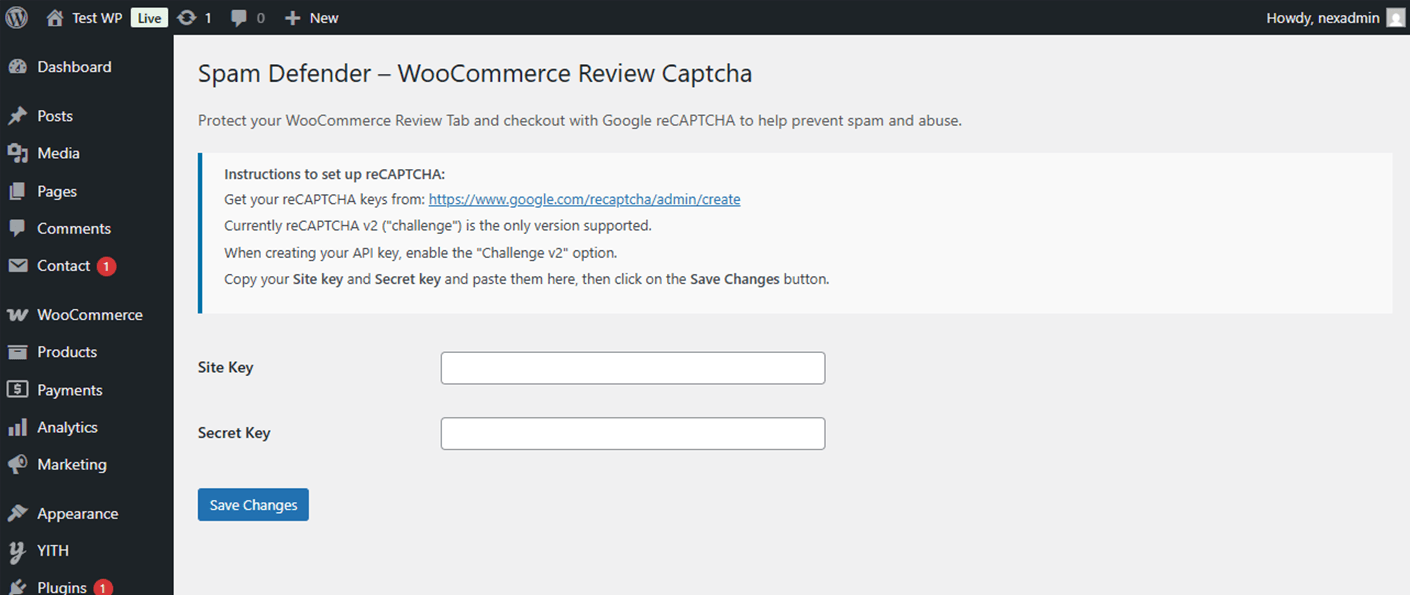 Test WP Live 1 0 New Howdy, nexadmin
Dashboard
Posts
Media
Pages
Comments
Contact 1
WooCommerce
Products
Payments
Analytics
Marketing
Appearance
YITH
Plugins 1
Spam Defender – WooCommerce Review Captcha
Protect your WooCommerce Review Tab and checkout with Google reCAPTCHA to help prevent spam and abuse.
Instructions to set up reCAPTCHA:
Get your reCAPTCHA keys from: https://www.google.com/recaptcha/admin/create
Currently reCAPTCHA v2 ("challenge") is the only version supported.
When creating your API key, enable the "Challenge v2" option.
Copy your Site key and Secret key and paste them here, then click on the Save Changes button.
Site Key
Secret Key
Save Changes